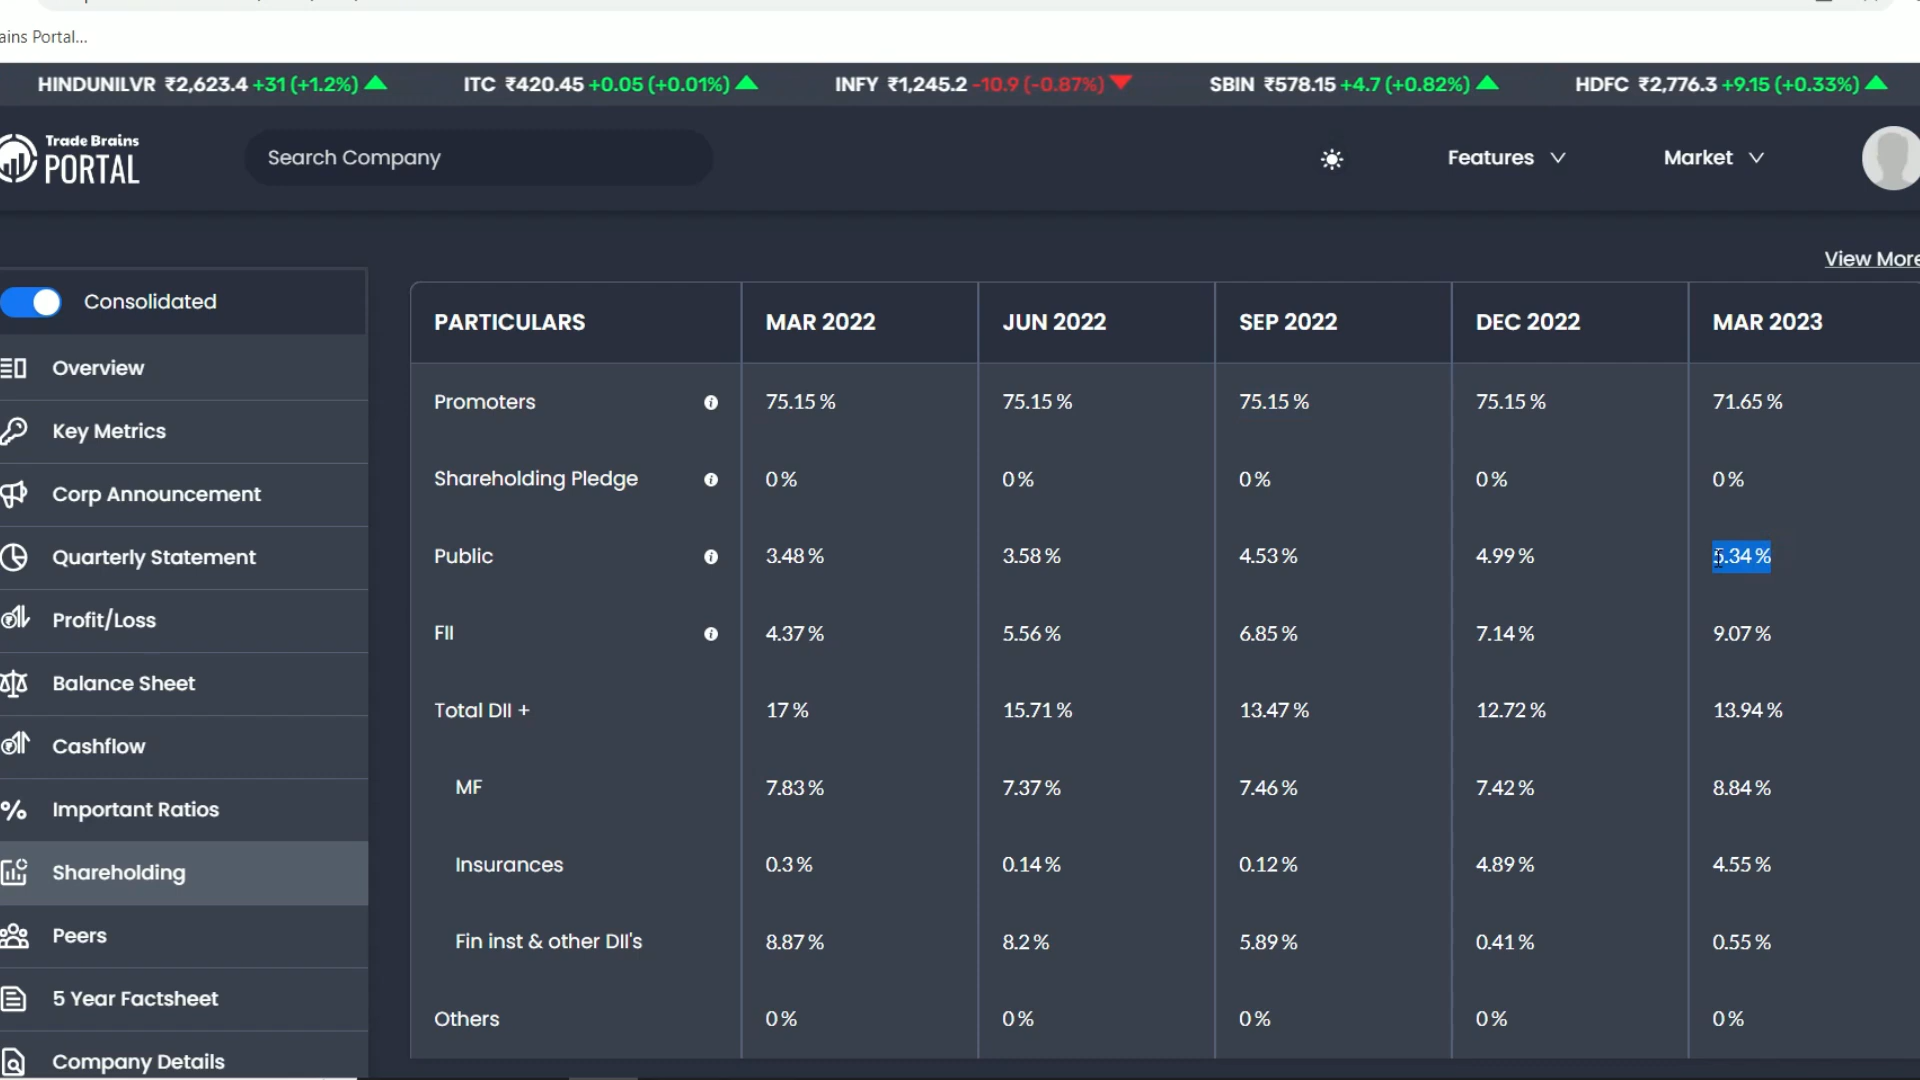 ains Portal...
HINDUNILVR ₹2,623.4 +31 (+1.2%) ITC ₹420.45 +0.05 (+0.01%) INFY ₹1,245.2 -10.9 (-0.87%) SBIN ₹578.15 +4.7 (+0.82%) HDFC ₹2,776.3 +9.15 (+0.33%)
Trade Brains
PORTAL
Search Company
Features
Market
View More
Consolidated
Overview
Key Metrics
Corp Announcement
Quarterly Statement
Profit/Loss
Balance Sheet
Cashflow
Important Ratios
Shareholding
Peers
5 Year Factsheet
Company Details
PARTICULARS MAR 2022 JUN 2022 SEP 2022 DEC 2022 MAR 2023
Promoters 75.15 % 75.15 % 75.15 % 75.15 % 71.65 %
Shareholding Pledge 0 % 0 % 0 % 0 % 0 %
Public 3.48 % 3.58 % 4.53 % 4.99 % 5.34 %
FII 4.37 % 5.56 % 6.85 % 7.14 % 9.07 %
Total DII + 17 % 15.71 % 13.47 % 12.72 % 13.94 %
MF 7.83 % 7.37 % 7.46 % 7.42 % 8.84 %
Insurances 0.3 % 0.14 % 0.12 % 4.89 % 4.55 %
Fin inst & other DII's 8.87 % 8.2 % 5.89 % 0.41 % 0.55 %
Others 0 % 0 % 0 % 0 % 0 %